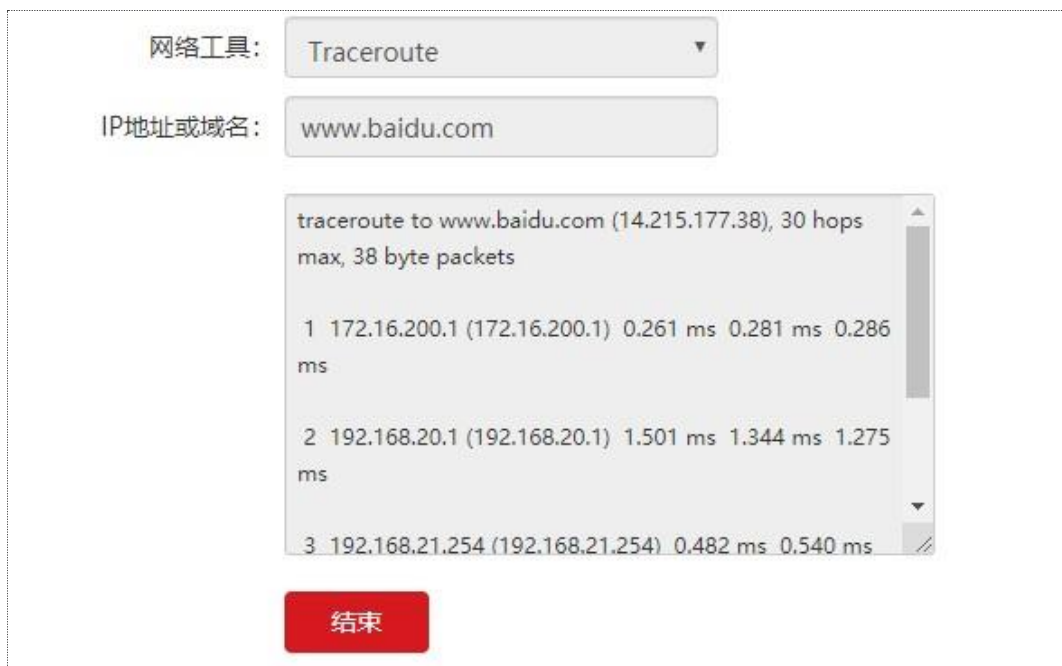 网络工具：
Traceroute
IP地址或域名：
www.baidu.com
traceroute to www.baidu.com (14.215.177.38), 30 hops
max, 38 byte packets
1 172.16.200.1 (172.16.200.1) 0.261 ms 0.281 ms 0.286
ms
2 192.168.20.1 (192.168.20.1) 1.501 ms 1.344 ms 1.275
ms
3 192.168.21.254 (192.168.21.254) 0.482 ms 0.540 ms
结束